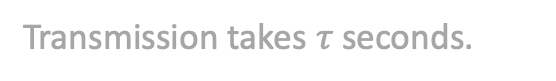 Transmission takes τ seconds.